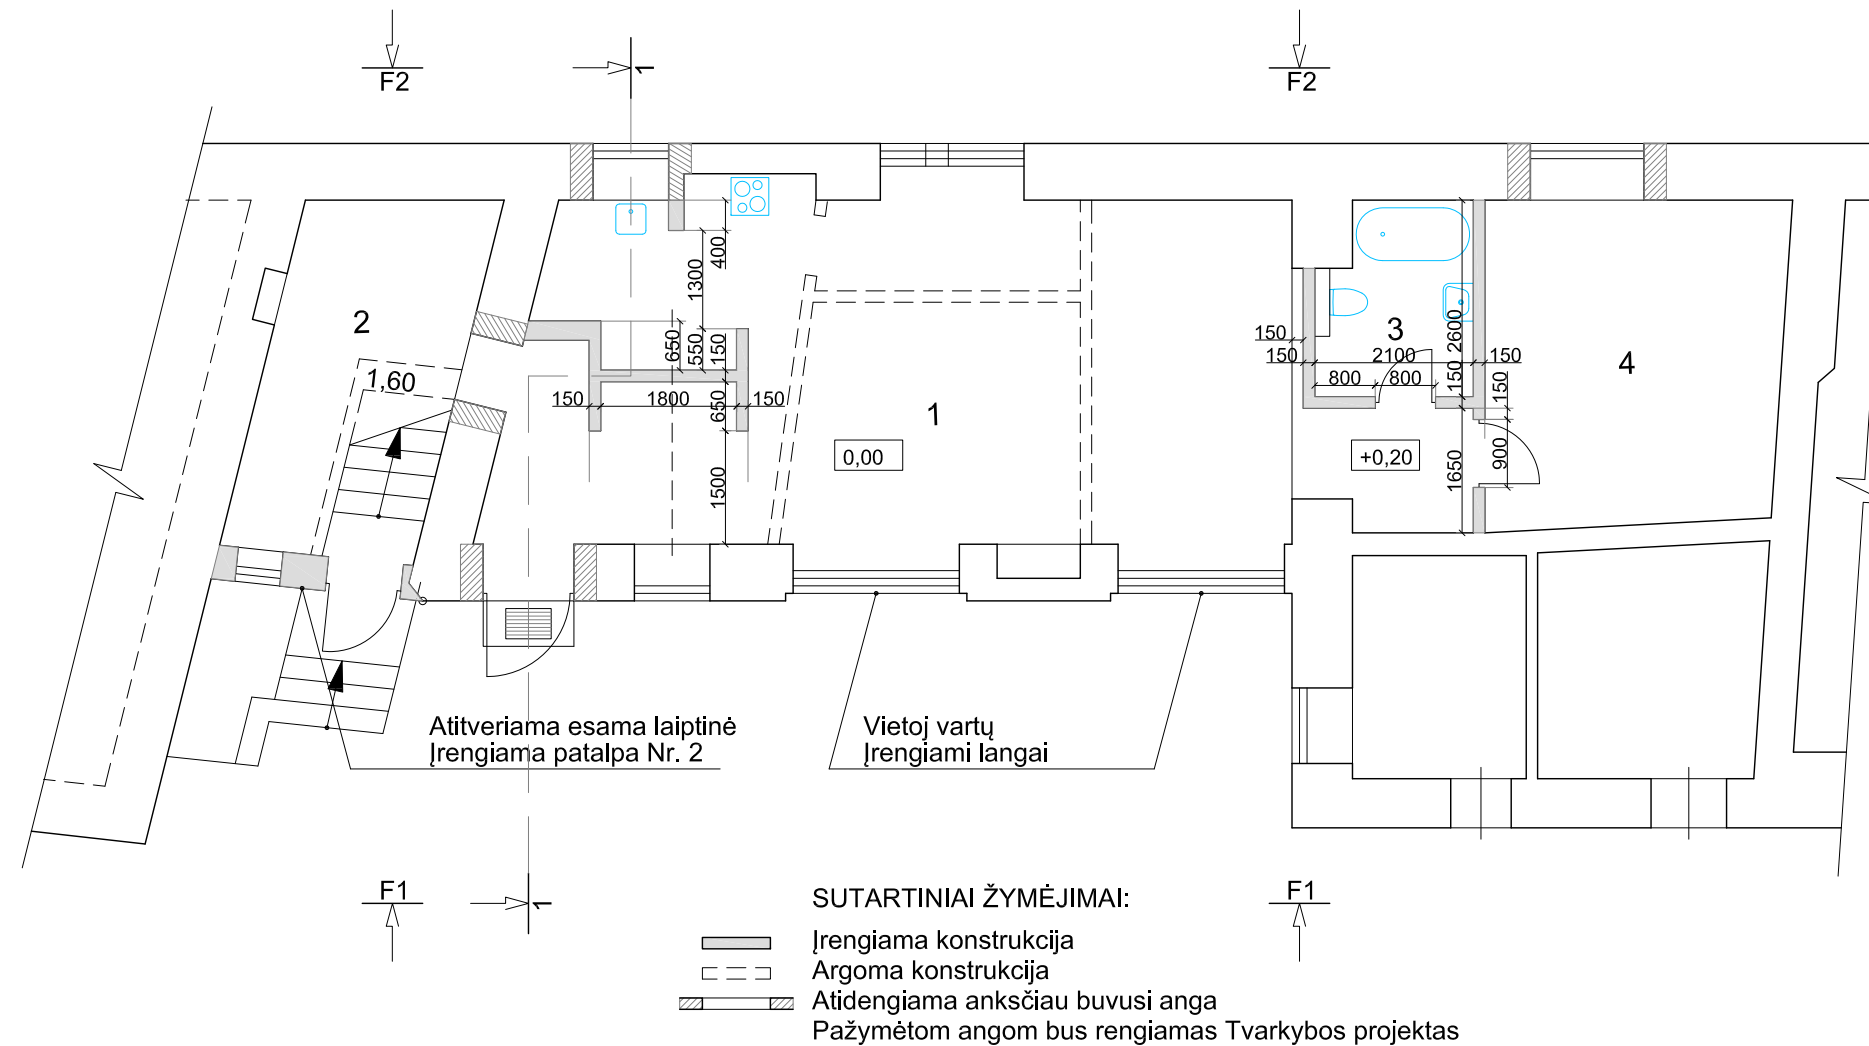 F2
1
F2
2
1,60
400
1300
650
550
150
150
1800
650
150
1500
1
0,00
150
150
2100
150
2600
3
800
800
150
150
4
+0,20
1650
900
Atitveriama esama laiptinė
Įrengiama patalpa Nr. 2
Vietoj vartų
Įrengiami langai
F1
1
F1
SUTARTINIAI ŽYMĖJIMAI:
Įrengiama konstrukcija
Argoma konstrukcija
Atidengiama anksčiau buvusi anga
Pažymėtom angom bus rengiamas Tvarkybos projektas